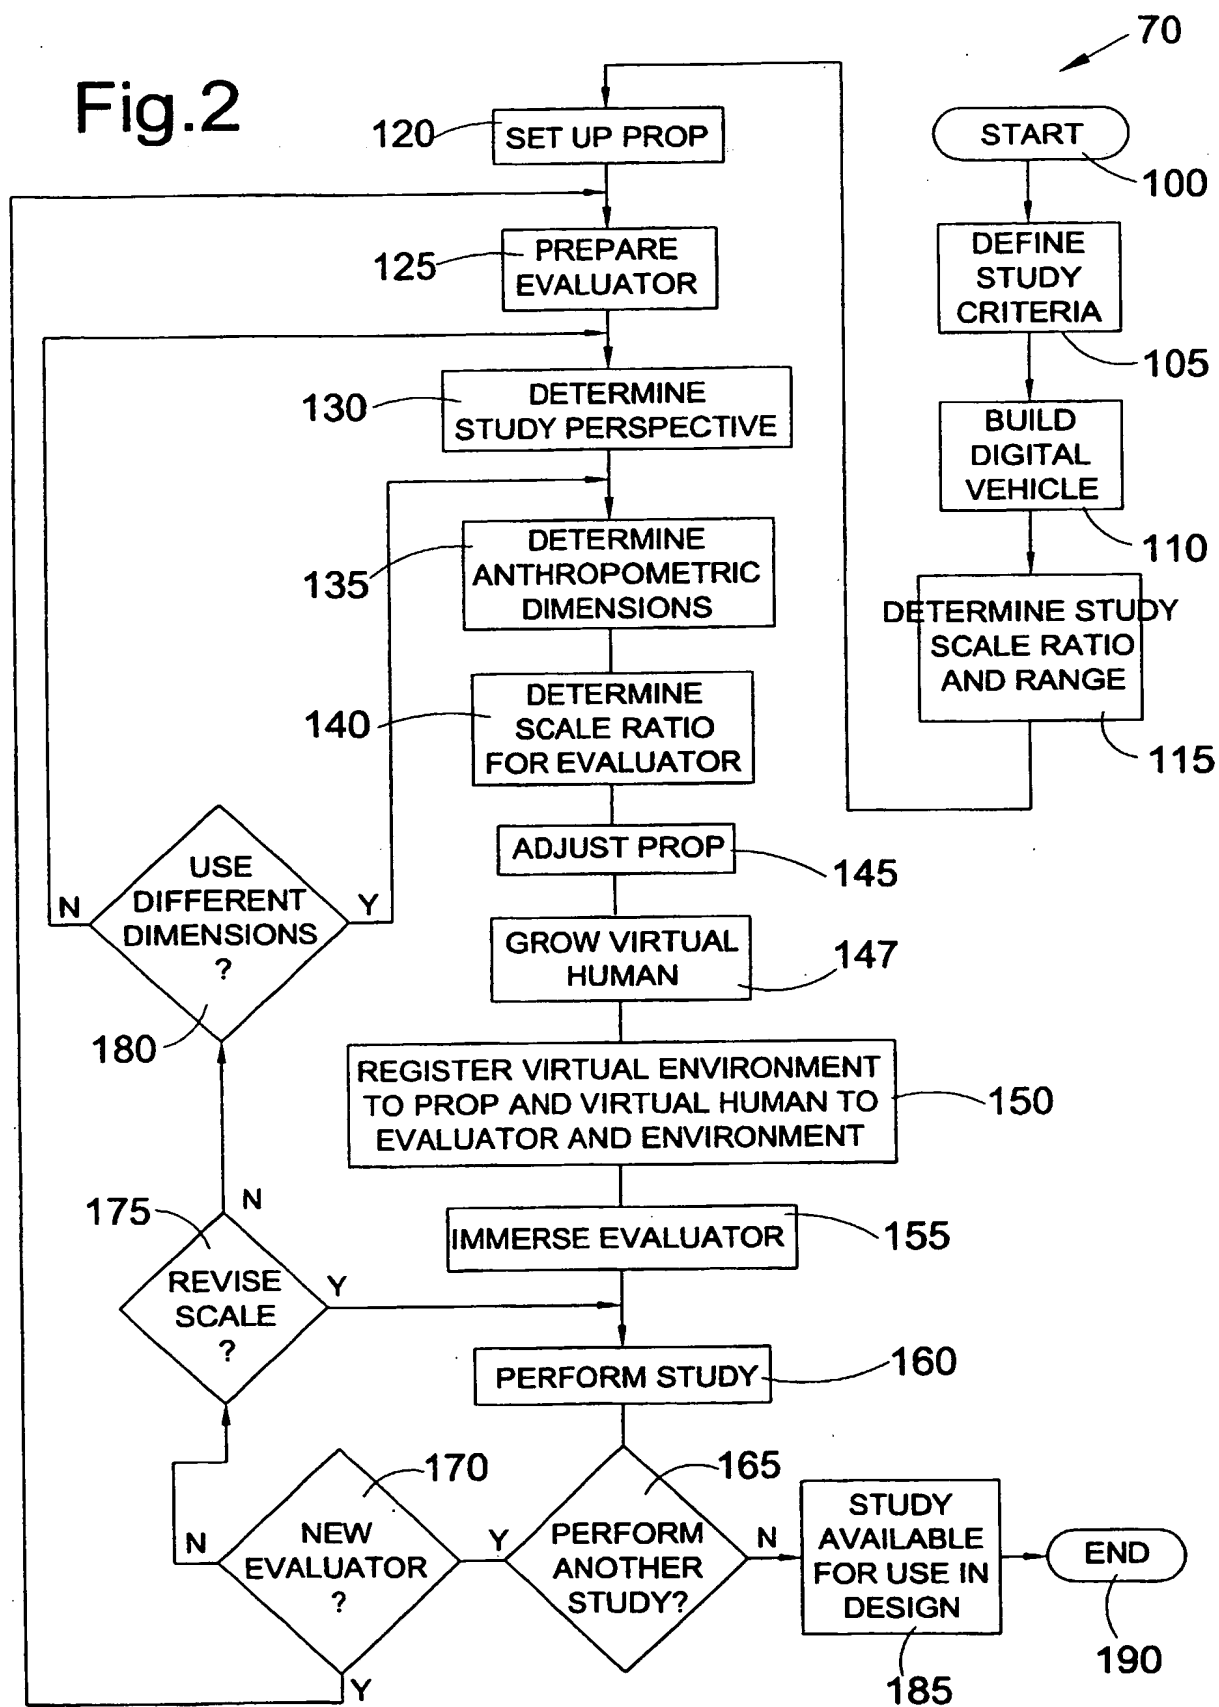 Fig.2
70
START
100
DEFINE
STUDY
CRITERIA
105
BUILD
DIGITAL
VEHICLE
110
DETERMINE STUDY
SCALE RATIO
AND RANGE
115
120
SET UP PROP
125
PREPARE
EVALUATOR
130
DETERMINE
STUDY PERSPECTIVE
135
DETERMINE
ANTHROPOMETRIC
DIMENSIONS
140
DETERMINE
SCALE RATIO
FOR EVALUATOR
ADJUST PROP
145
GROW VIRTUAL
HUMAN
147
REGISTER VIRTUAL ENVIRONMENT
TO PROP AND VIRTUAL HUMAN TO
EVALUATOR AND ENVIRONMENT
150
IMMERSE EVALUATOR
155
PERFORM STUDY
160
165
PERFORM
ANOTHER
STUDY?
Y
N
170
NEW
EVALUATOR
?
N
Y
175
REVISE
SCALE
?
N
Y
USE
DIFFERENT
DIMENSIONS
?
N
Y
180
STUDY
AVAILABLE
FOR USE IN
DESIGN
185
END
190